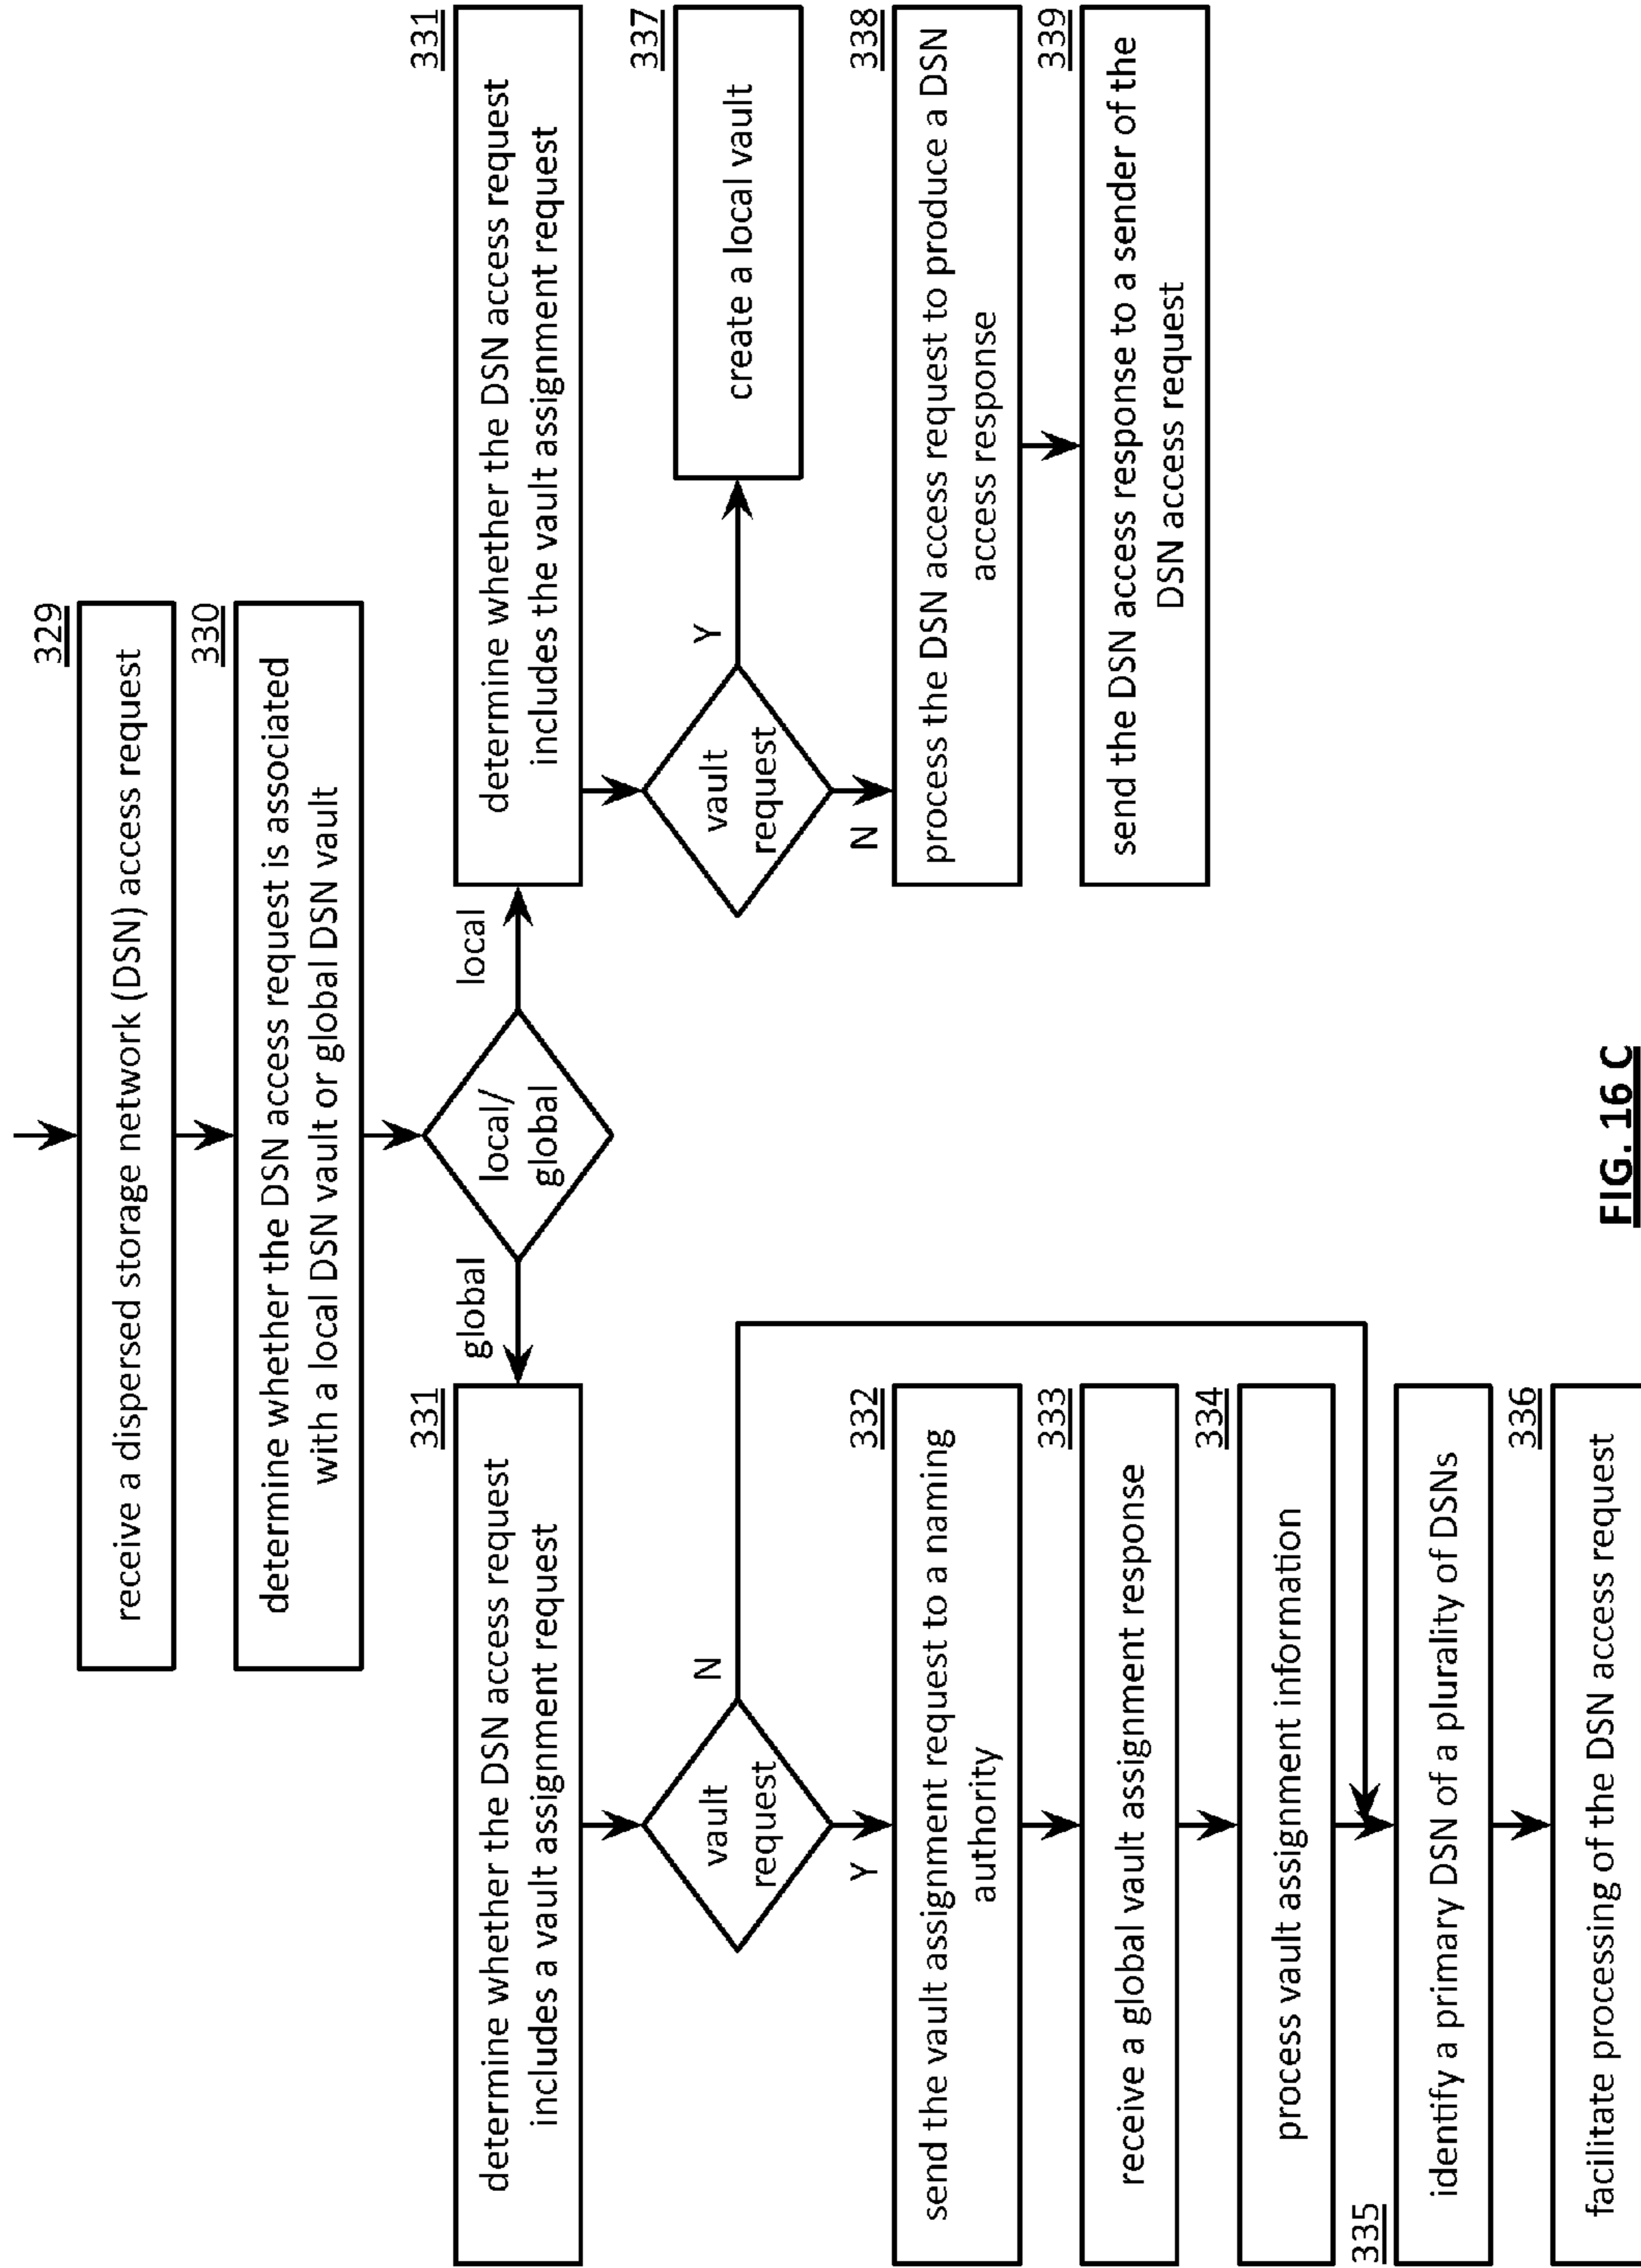 329
receive a dispersed storage network (DSN) access request
330
determine whether the DSN access request is associated
with a local DSN vault or global DSN vault
local/
global
global
local
331
determine whether the DSN access request
includes a vault assignment request
vault
request
N
Y
332
send the vault assignment request to a naming
authority
333
receive a global vault assignment response
334
process vault assignment information
335
identify a primary DSN of a plurality of DSNs
336
facilitate processing of the DSN access request
331
determine whether the DSN access request
includes the vault assignment request
vault
request
Y
N
337
create a local vault
338
process the DSN access request to produce a DSN
access response
339
send the DSN access response to a sender of the
DSN access request
FIG. 16 C